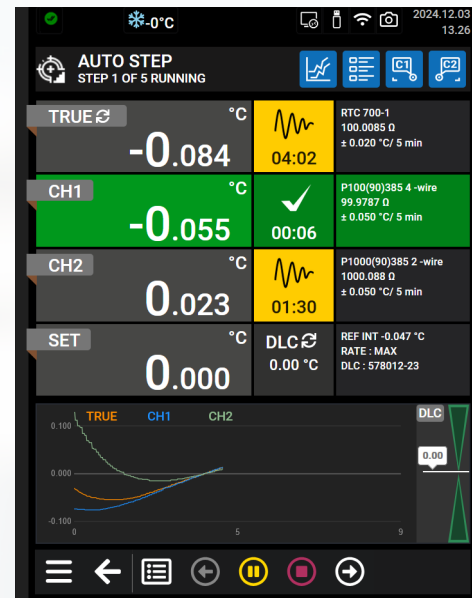 -0°C
2024.12.03
13.26
AUTO STEP
STEP 1 OF 5 RUNNING
C1
C2
TRUE
°C
-0.084
04:02
RTC 700-1
100.0085 Ω
± 0.020 °C/ 5 min
CH1
°C
-0.055
00:06
P100(90)385 4 -wire
99.9787 Ω
± 0.050 °C/ 5 min
CH2
°C
0.023
01:30
P1000(90)385 2 -wire
1000.088 Ω
± 0.050 °C/ 5 min
SET
°C
0.000
DLC
0.00 °C
REF INT -0.047 °C
RATE : MAX
DLC : 578012-23
TRUE CH1 CH2
0.100
0.000
-0.100
0 5 9
DLC
0.00